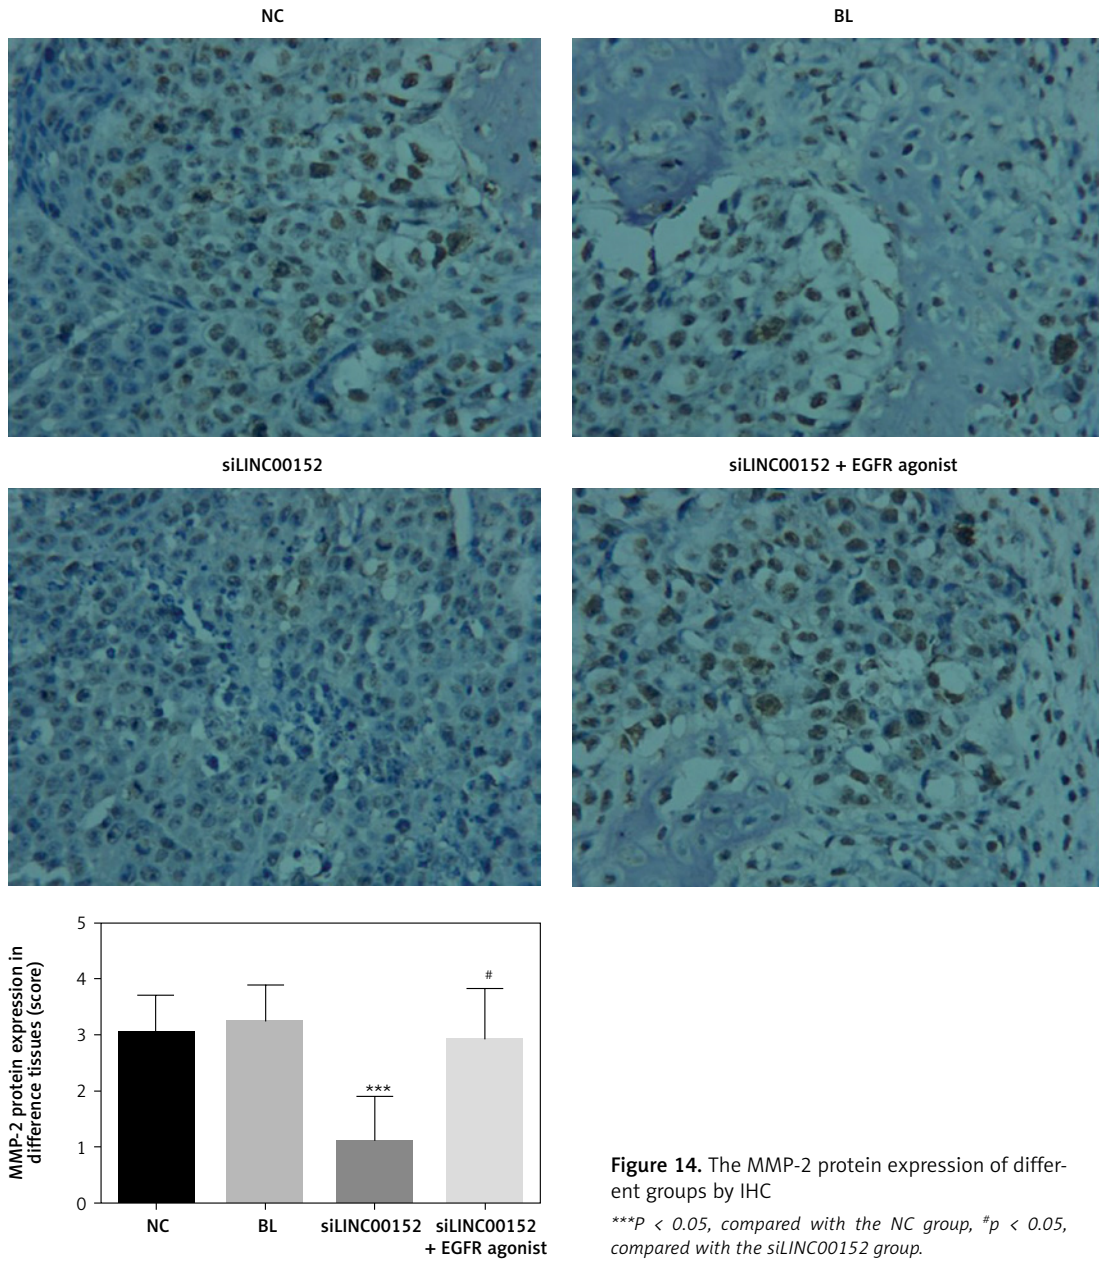 NC
BL
siLINC00152
siLINC00152 + EGFR agonist
MMP-2 protein expression in
difference tissues (score)
5
4
3
2
1
0
***
#
NC
BL
siLINC00152
siLINC00152
+ EGFR agonist
Figure 14. The MMP-2 protein expression of differ-
ent groups by IHC
***P < 0.05, compared with the NC group, #p < 0.05,
compared with the siLINC00152 group.